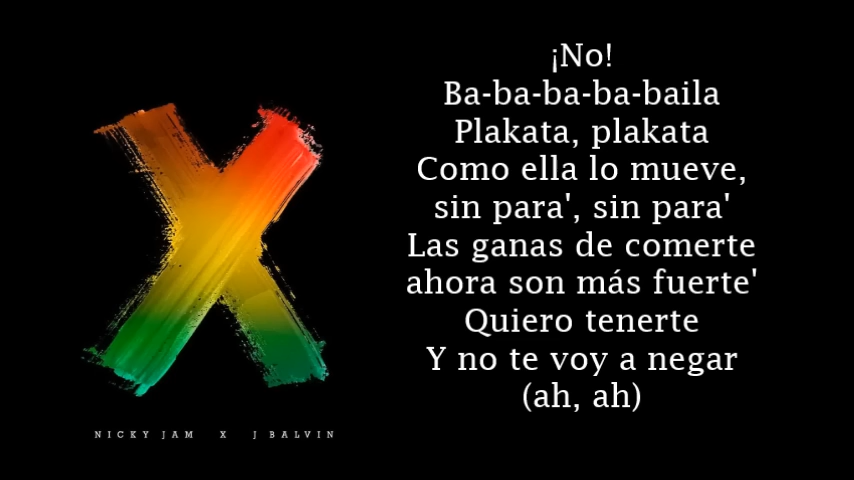 ¡No!
Ba-ba-ba-ba-baila
Plakata, plakata
Como ella lo mueve,
sin para', sin para'
Las ganas de comerte
ahora son más fuerte'
Quiero tenerte
Y no te voy a negar
(ah, ah)
NICKY JAM X J BALVIN